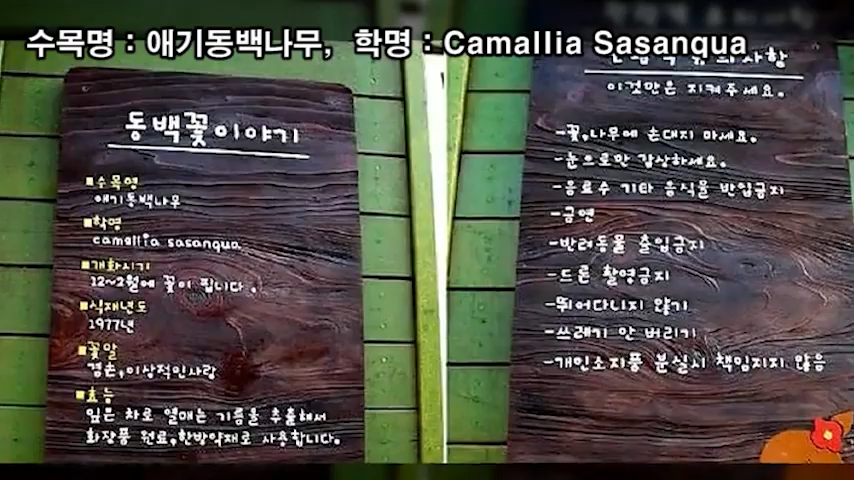 수목명 : 애기동백나무, 학명 : Camallia Sasanqua
동백꽃이야기
■수목명
애기동백나무
■학명
camallia sasanqua
■개화시기
12~2월에 꽃이 핍니다.
■식재년도
1977년
■꽃말
겸손,이상적인사랑
■효능
잎은 차로 열매는 기름을 추출해서
화장품 원료,한방약재로 사용합니다.
이것만은 지켜주세요.
-꽃,나무에 손대지 마세요.
-눈으로만 감상하세요.
-음료수 기타 음식물 반입금지
-금연
-반려동물 출입금지
-드론 촬영금지
-뛰어다니지 않기
-쓰레기 안 버리기
-개인소지품 분실시 책임지지 않음